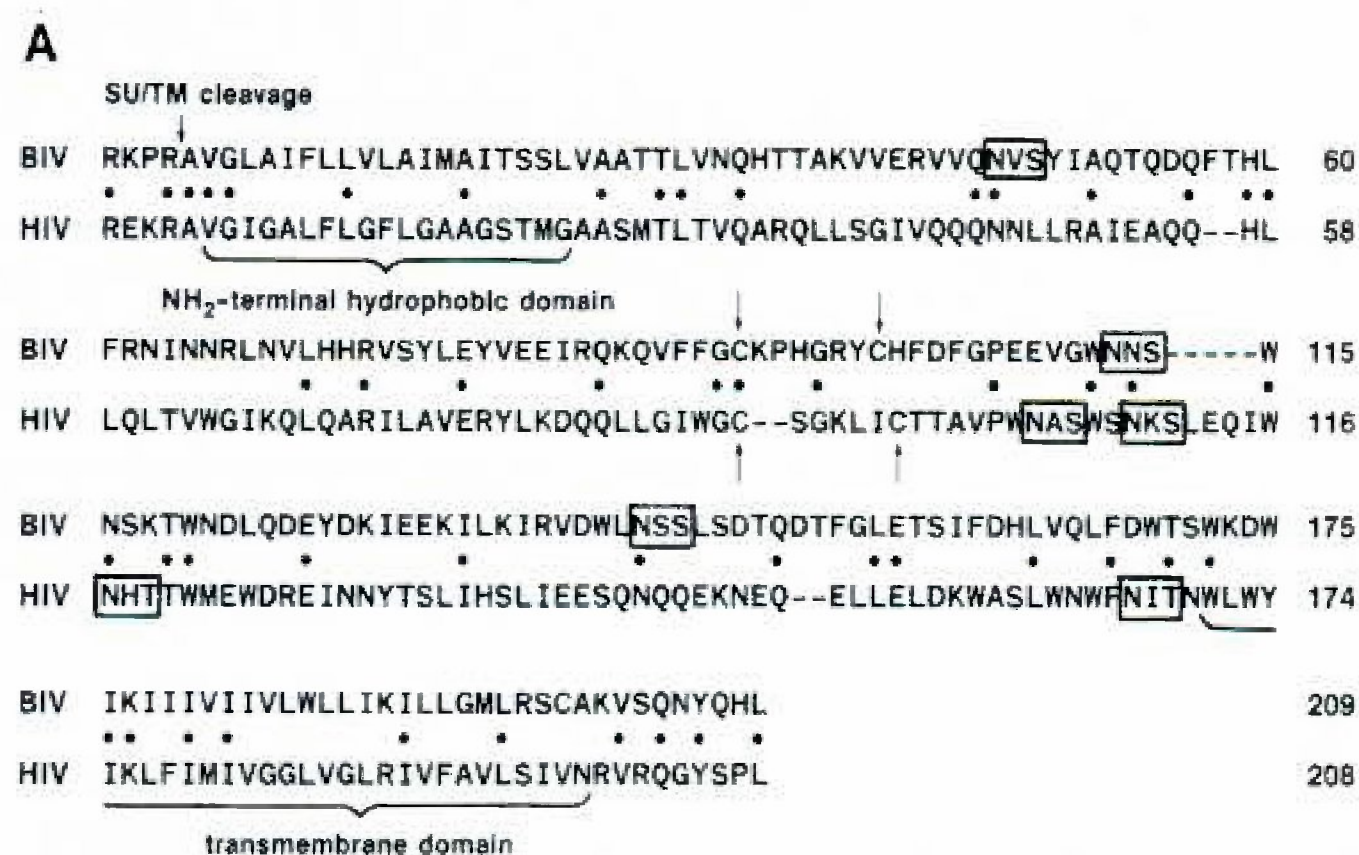 A
SU/TM cleavage
BIV RKPRAVGLAIFLLVLAIMAITSSLVAATTLVNQHTTAKVVERVVQNVSYIAQTQDQFTHL 60
HIV REKRAVGIGALFLGFLGAAGSTMGAASMTLTVQARQLLSGIVQQQNNLLRAIEAQQ--HL 58
NH2-terminal hydrophobic domain
BIV FRNINNRLNVLHHRVSYLEYVEEIRQKQVFFGCKPHGRYCHFDFGPEEVGWNNS-----W 115
HIV LQLTVWGIKQLQARILAVERYLKDQQLLGIWGC--SGKLICTTAVPWNASWSNKSLEQIW 116
BIV NSKTWNDLQDEYDKIEEKILKIRVDWLNSSLSDTQDTFGLETSIFDHLVQLFDWTSWKDW 175
HIV NHTTWMEWDREINNYTSLIHSLIEESQNQQEKNEQ--ELLELDKWASLWNWFNITNWLWY 174
BIV IKIIIVIIVLWLLIKILLGMLRSCAKVSQNYQHL 209
HIV IKLFIMIVGGLVGLRIVFAVLSIVNRVRQGYSPL 208
transmembrane domain